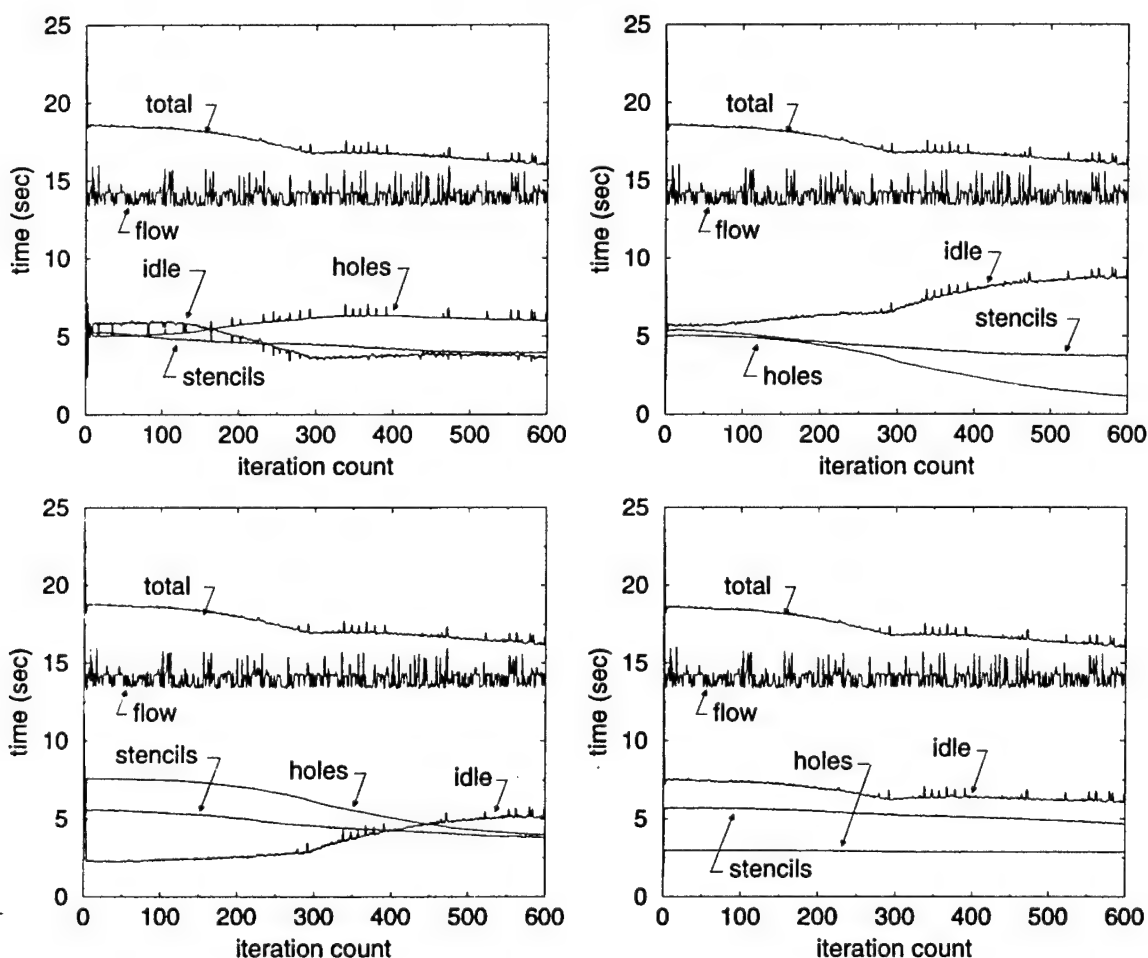 25
20
15
10
5
0
time (sec)
total
flow
idle
holes
stencils
0 100 200 300 400 500 600
iteration count
25
20
15
10
5
0
time (sec)
total
flow
idle
stencils
holes
0 100 200 300 400 500 600
iteration count
25
20
15
10
5
0
time (sec)
total
flow
stencils
holes
idle
0 100 200 300 400 500 600
iteration count
25
20
15
10
5
0
time (sec)
total
flow
holes
idle
stencils
0 100 200 300 400 500 600
iteration count